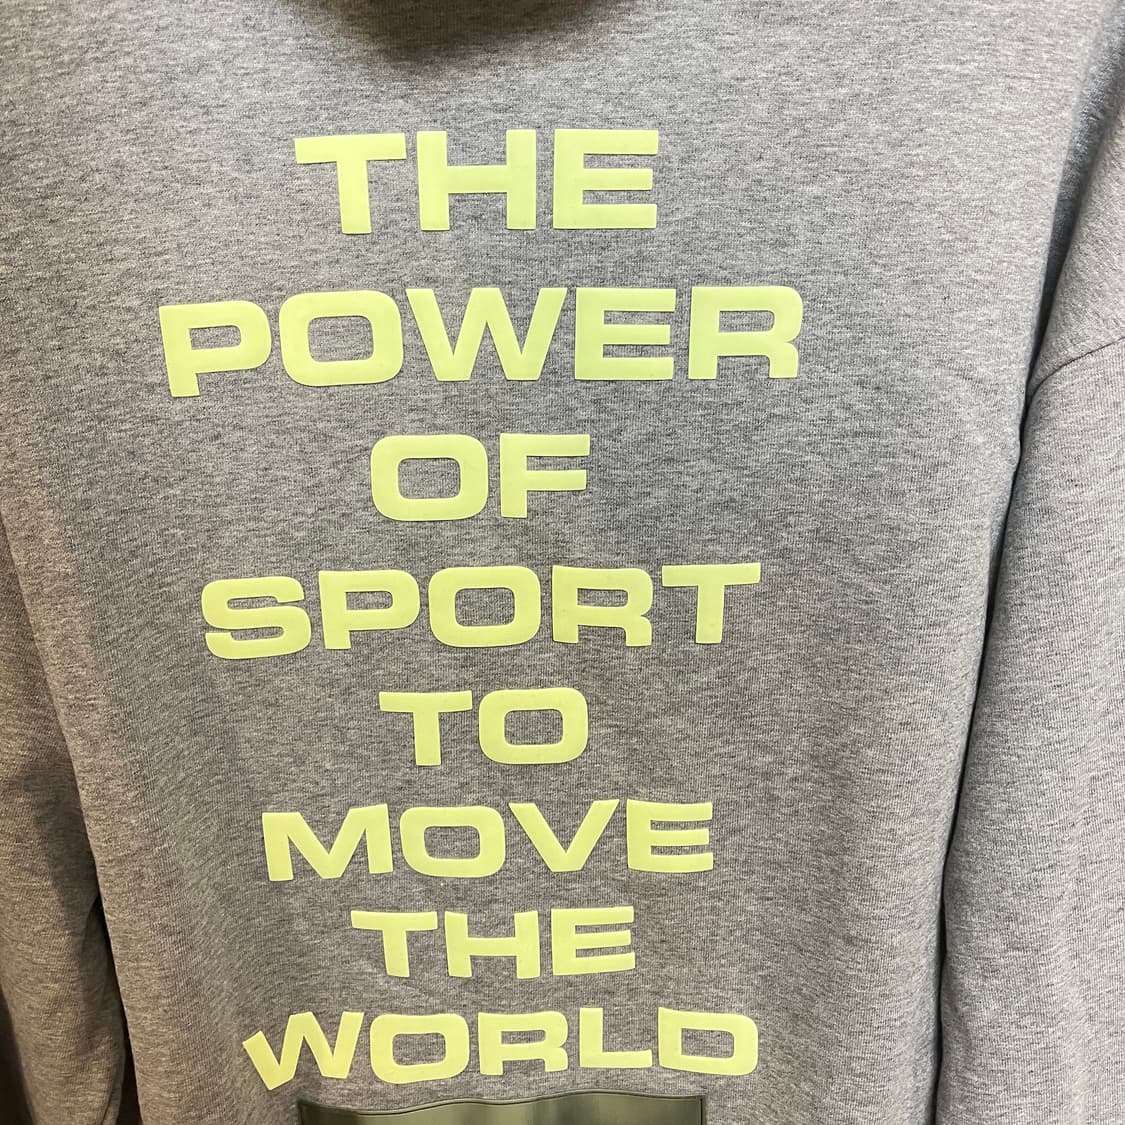 THE
POWER
OF
SPORT
TO
MOVE
THE
WORLD